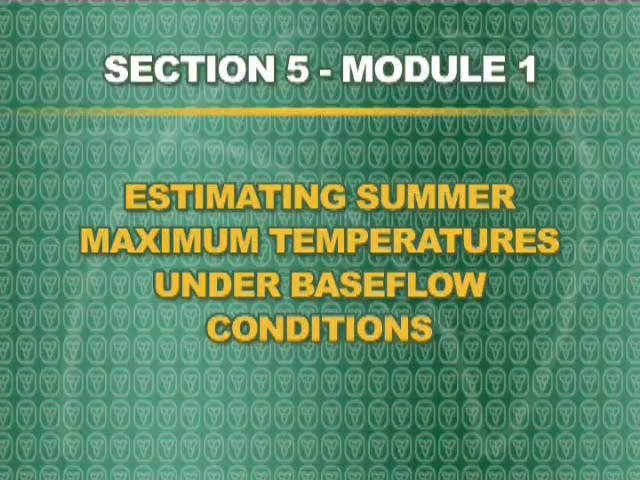 SECTION 5 - MODULE 1
ESTIMATING SUMMER
MAXIMUM TEMPERATURES
UNDER BASEFLOW
CONDITIONS